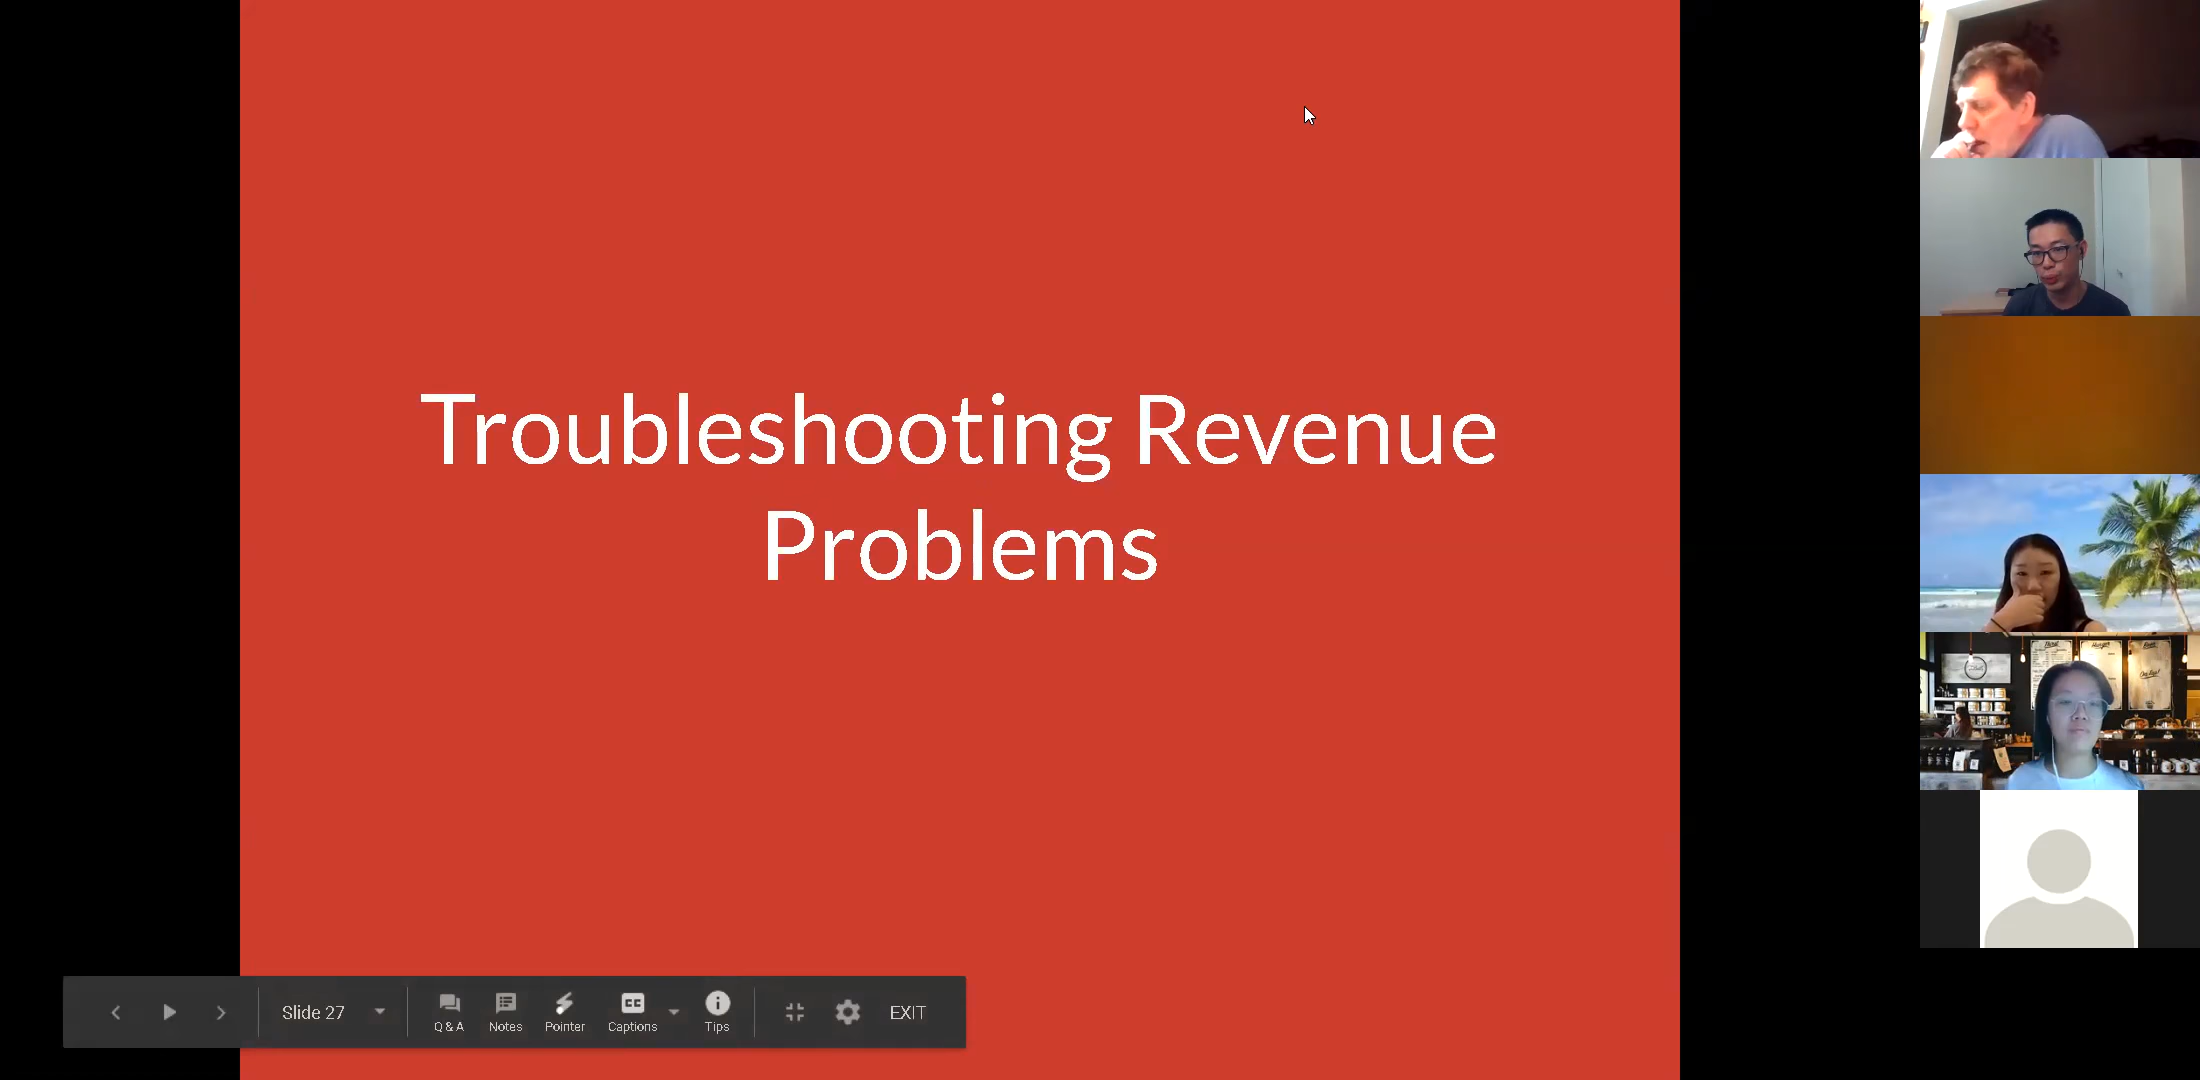 Troubleshooting Revenue
Problems
Slide 27
Q & A
Notes
Pointer
Captions
Tips
EXIT